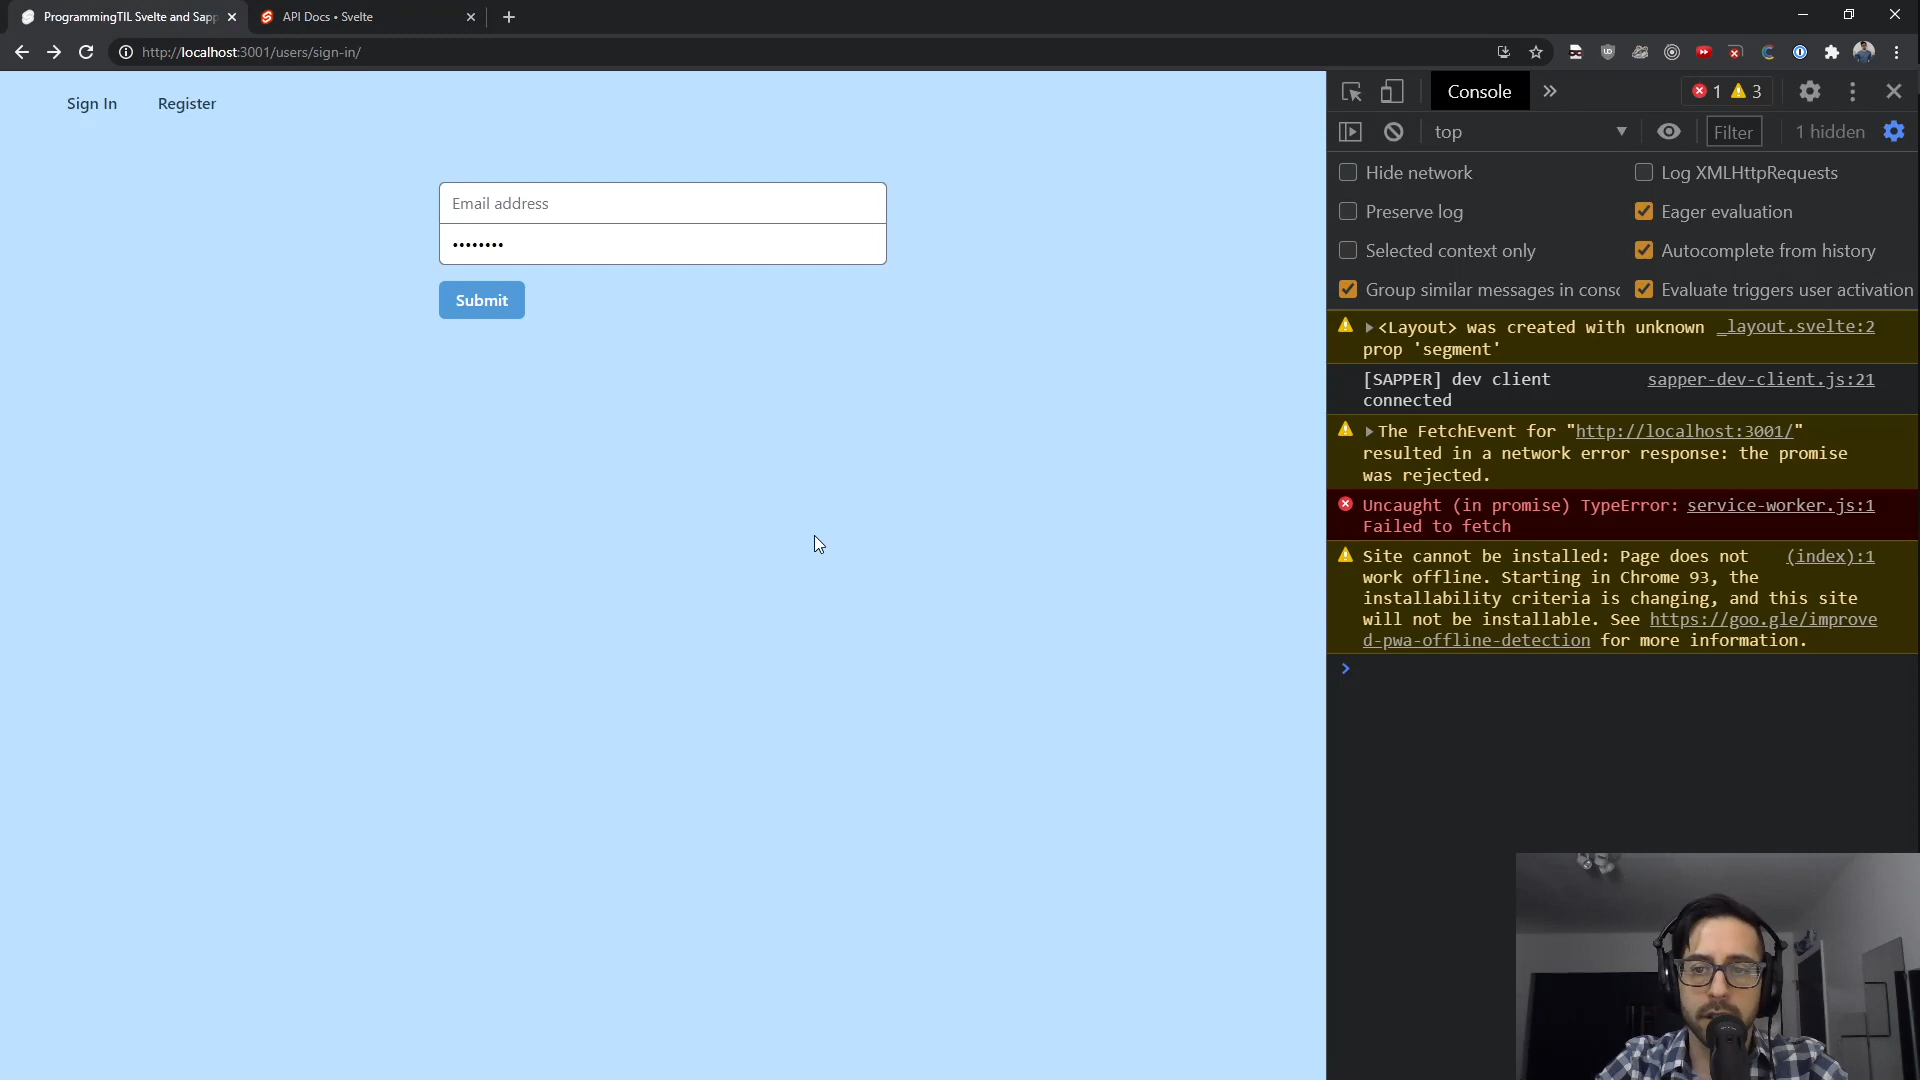 ProgrammingTIL Svelte and Sapp
API Docs • Svelte
http://localhost:3001/users/sign-in/
Sign In
Register
Email address
••••••••
Submit
Console
1
3
top
Filter
1 hidden
Hide network
Log XMLHttpRequests
Preserve log
Eager evaluation
Selected context only
Autocomplete from history
Group similar messages in conso
Evaluate triggers user activation
<Layout> was created with unknown _layout.svelte:2
prop 'segment'
[SAPPER] dev client sapper-dev-client.js:21
connected
The FetchEvent for "http://localhost:3001/"
resulted in a network error response: the promise
was rejected.
Uncaught (in promise) TypeError: service-worker.js:1
Failed to fetch
Site cannot be installed: Page does not (index):1
work offline. Starting in Chrome 93, the
installability criteria is changing, and this site
will not be installable. See https://goo.gle/improve
d-pwa-offline-detection for more information.